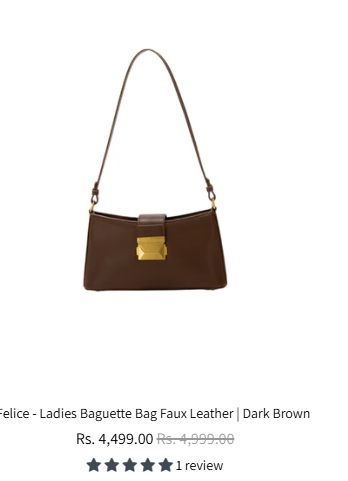 Felice - Ladies Baguette Bag Faux Leather | Dark Brown
Rs. 4,499.00 Rs. 4,999.00
1 review